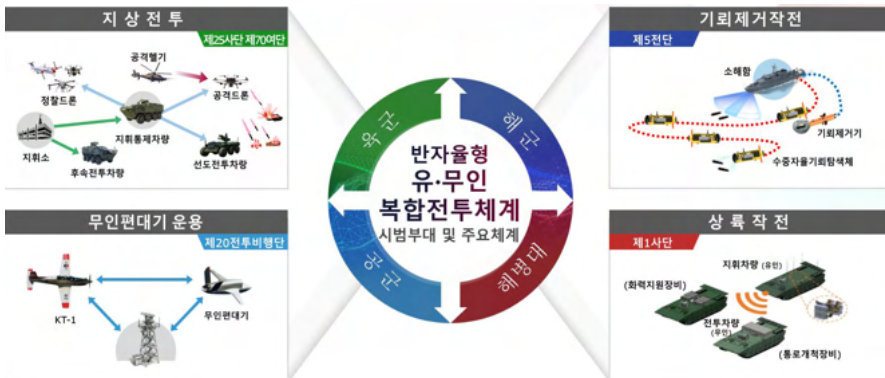 지상전투
제25사단 제70여단
공격헬기
정찰드론
공격드론
지휘소
지휘통제차량
후속전투차량
선도전투차량
기뢰제거작전
제5전단
소해함
기뢰제거기
수중자율기뢰탐색체
육군
해군
반자율형
유·무인
복합전투체계
시범부대 및 주요체계
공군
해병대
무인편대기 운용
제20전투비행단
KT-1
무인편대기
상륙작전
제1사단
지휘차량 (유인)
(화력지원장비)
전투차량
(무인)
(통로개척장비)